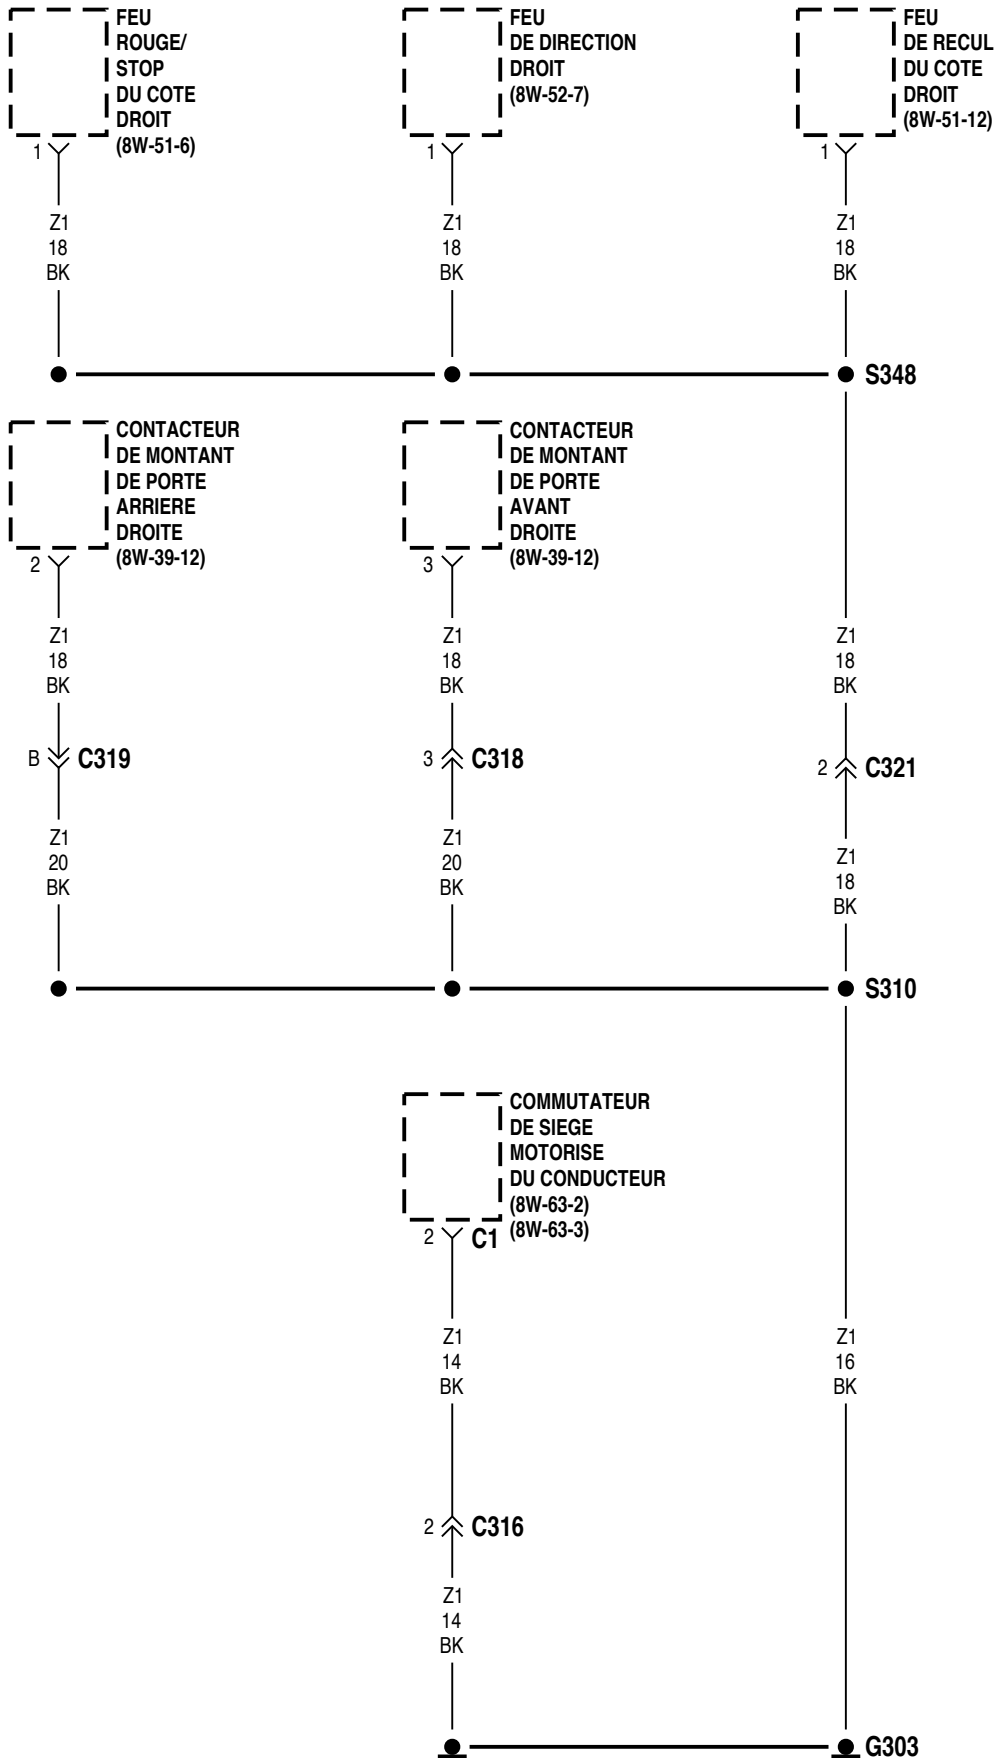 FEU
ROUGE/
STOP
DU COTE
DROIT
(8W-51-6)
FEU
DE DIRECTION
DROIT
(8W-52-7)
FEU
DE RECUL
DU COTE
DROIT
(8W-51-12)
1
1
1
Z1
18
BK
Z1
18
BK
Z1
18
BK
S348
CONTACTEUR
DE MONTANT
DE PORTE
ARRIERE
DROITE
(8W-39-12)
CONTACTEUR
DE MONTANT
DE PORTE
AVANT
DROITE
(8W-39-12)
2
3
Z1
18
BK
Z1
18
BK
Z1
18
BK
B C319
3 C318
2 C321
Z1
20
BK
Z1
20
BK
Z1
18
BK
S310
COMMUTATEUR
DE SIEGE
MOTORISE
DU CONDUCTEUR
(8W-63-2)
(8W-63-3)
2 C1
Z1
14
BK
Z1
16
BK
2 C316
Z1
14
BK
G303